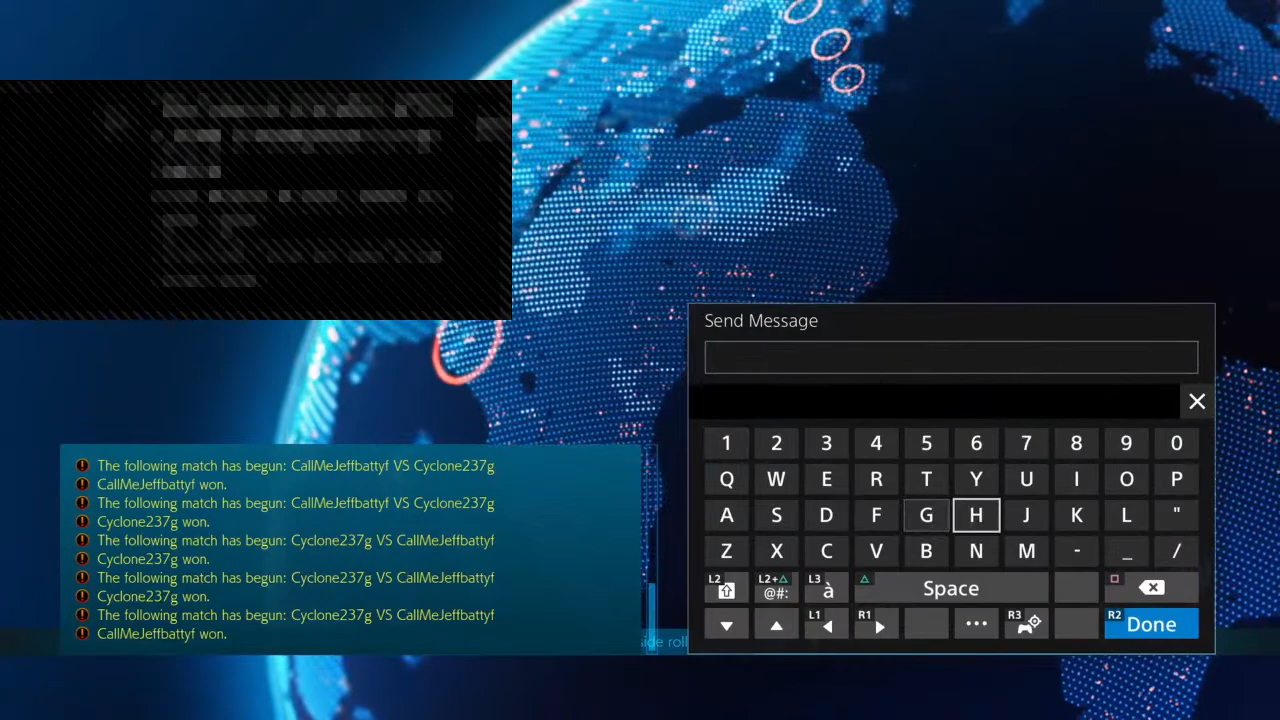 Send Message
The following match has begun: CallMeJeffbattyf VS Cyclone237g
CallMeJeffbattyf won.
The following match has begun: CallMeJeffbattyf VS Cyclone237g
Cyclone237g won.
The following match has begun: Cyclone237g VS CallMeJeffbattyf
Cyclone237g won.
The following match has begun: Cyclone237g VS CallMeJeffbattyf
Cyclone237g won.
The following match has begun: Cyclone237g VS CallMeJeffbattyf
CallMeJeffbattyf won.
side roll
1 2 3 4 5 6 7 8 9 0
Q W E R T Y U I O P
A S D F G H J K L "
Z X C V B N M - _ /
L2 L2+△ @#: L3 à △ Space □
L1 R1 ... R3 R2 Done